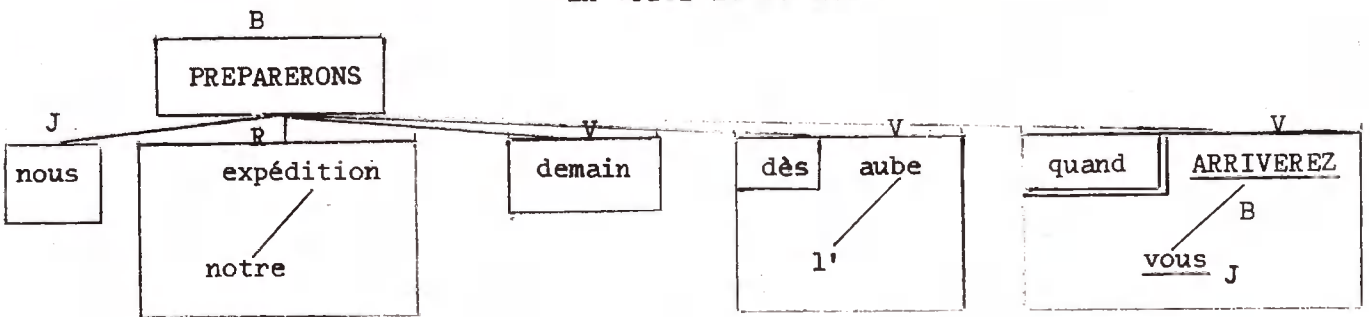 B
PREPARERONS
J R V V V
nous expédition demain dès aube quand ARRIVEREZ
B
notre l' vous J